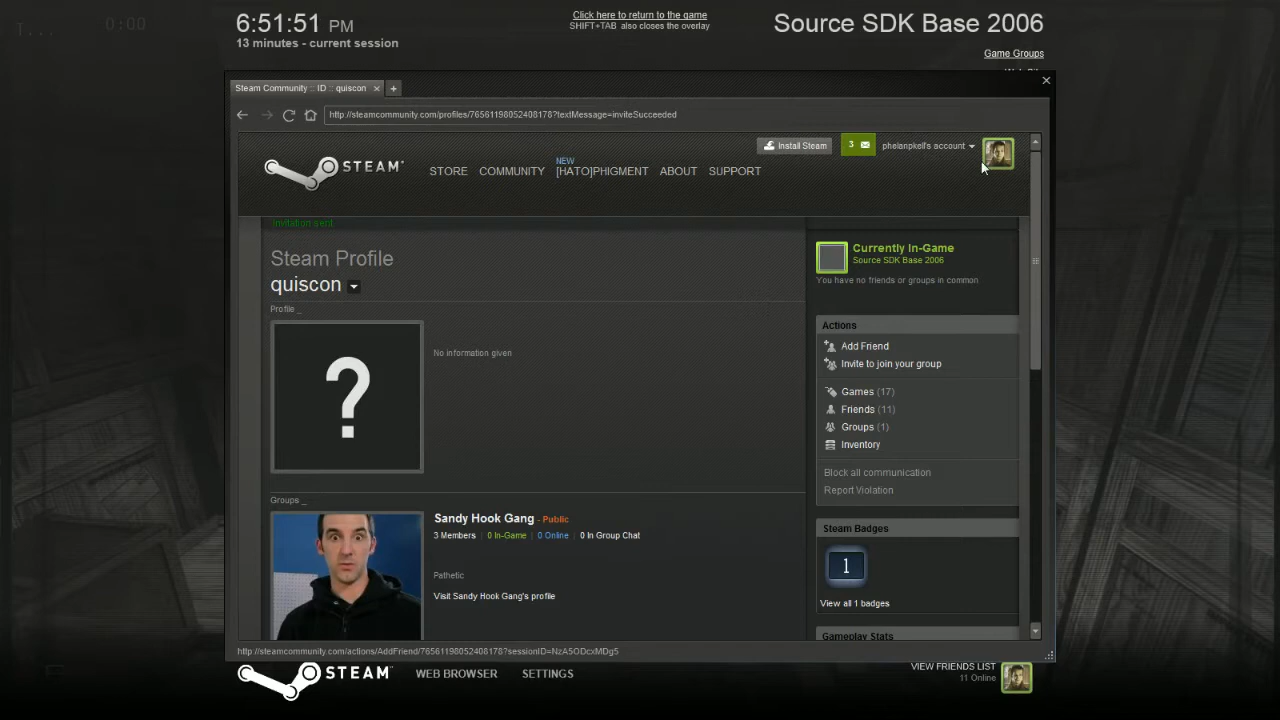 T...
0:00
6:51:51 PM
13 minutes - current session
Click here to return to the game
SHIFT+TAB also closes the overlay
Source SDK Base 2006
Game Groups
Steam Community :: ID :: quiscon
http://steamcommunity.com/profiles/76561198052408178?textMessage=inviteSucceeded
Install Steam
3
phelanpkell's account
STEAM
STORE
COMMUNITY
NEW
[HATO]PHIGMENT
ABOUT
SUPPORT
Invitation sent
Steam Profile
quiscon
Profile _
?
No information given
Groups _
Sandy Hook Gang - Public
3 Members | 0 In-Game | 0 Online | 0 In Group Chat
Pathetic
Visit Sandy Hook Gang's profile
Currently In-Game
Source SDK Base 2006
You have no friends or groups in common
Actions
Add Friend
Invite to join your group
Games (17)
Friends (11)
Groups (1)
Inventory
Block all communication
Report Violation
Steam Badges
1
View all 1 badges
Gameplay Stats
http://steamcommunity.com/actions/AddFriend/76561198052408178?sessionID=NzA5ODcxMDg5
STEAM
WEB BROWSER
SETTINGS
VIEW FRIENDS LIST
11 Online